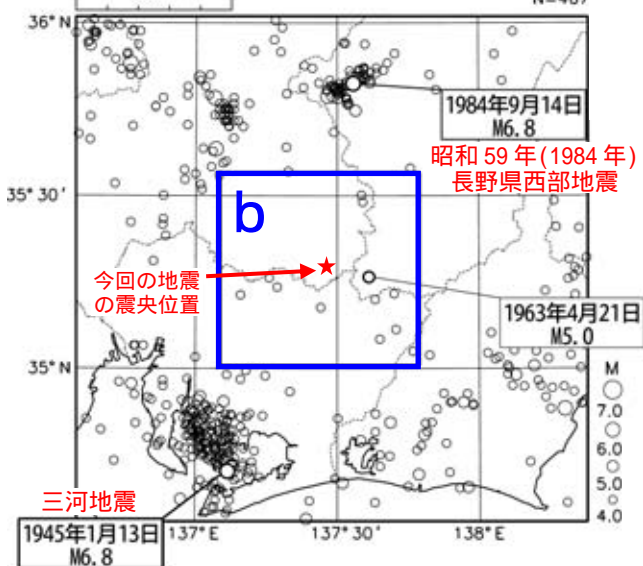 36°N
1984年9月14日
M6.8
昭和 59 年(1984 年)
長野県西部地震
35°30'
b
今回の地震
の震央位置
1963年4月21日
M5.0
35°N
M
7.0
6.0
5.0
4.0
三河地震
1945年1月13日
M6.8
137°E
137°30'
138°E